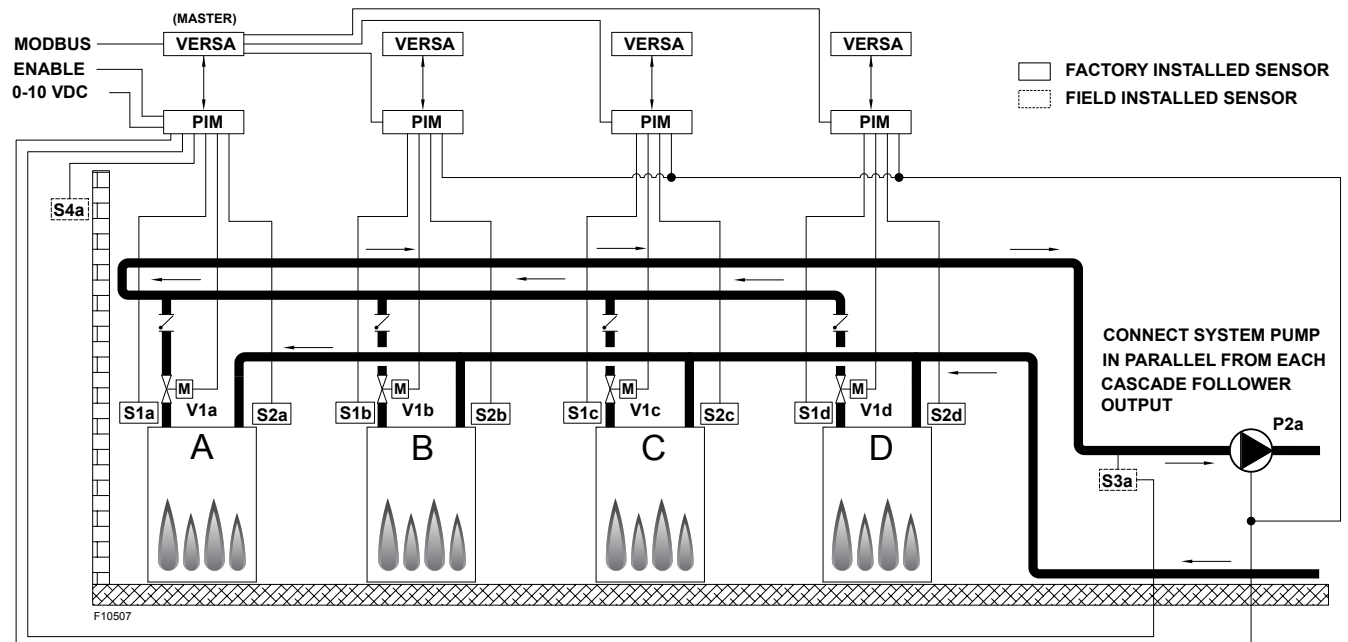 (MASTER)
MODBUS
VERSA
VERSA
VERSA
VERSA
ENABLE
0-10 VDC
FACTORY INSTALLED SENSOR
FIELD INSTALLED SENSOR
PIM
PIM
PIM
PIM
S4a
CONNECT SYSTEM PUMP
IN PARALLEL FROM EACH
CASCADE FOLLOWER
OUTPUT
M
M
M
M
S1a
V1a
S2a
S1b
V1b
S2b
S1c
V1c
S2c
S1d
V1d
S2d
P2a
A
B
C
D
S3a
F10507